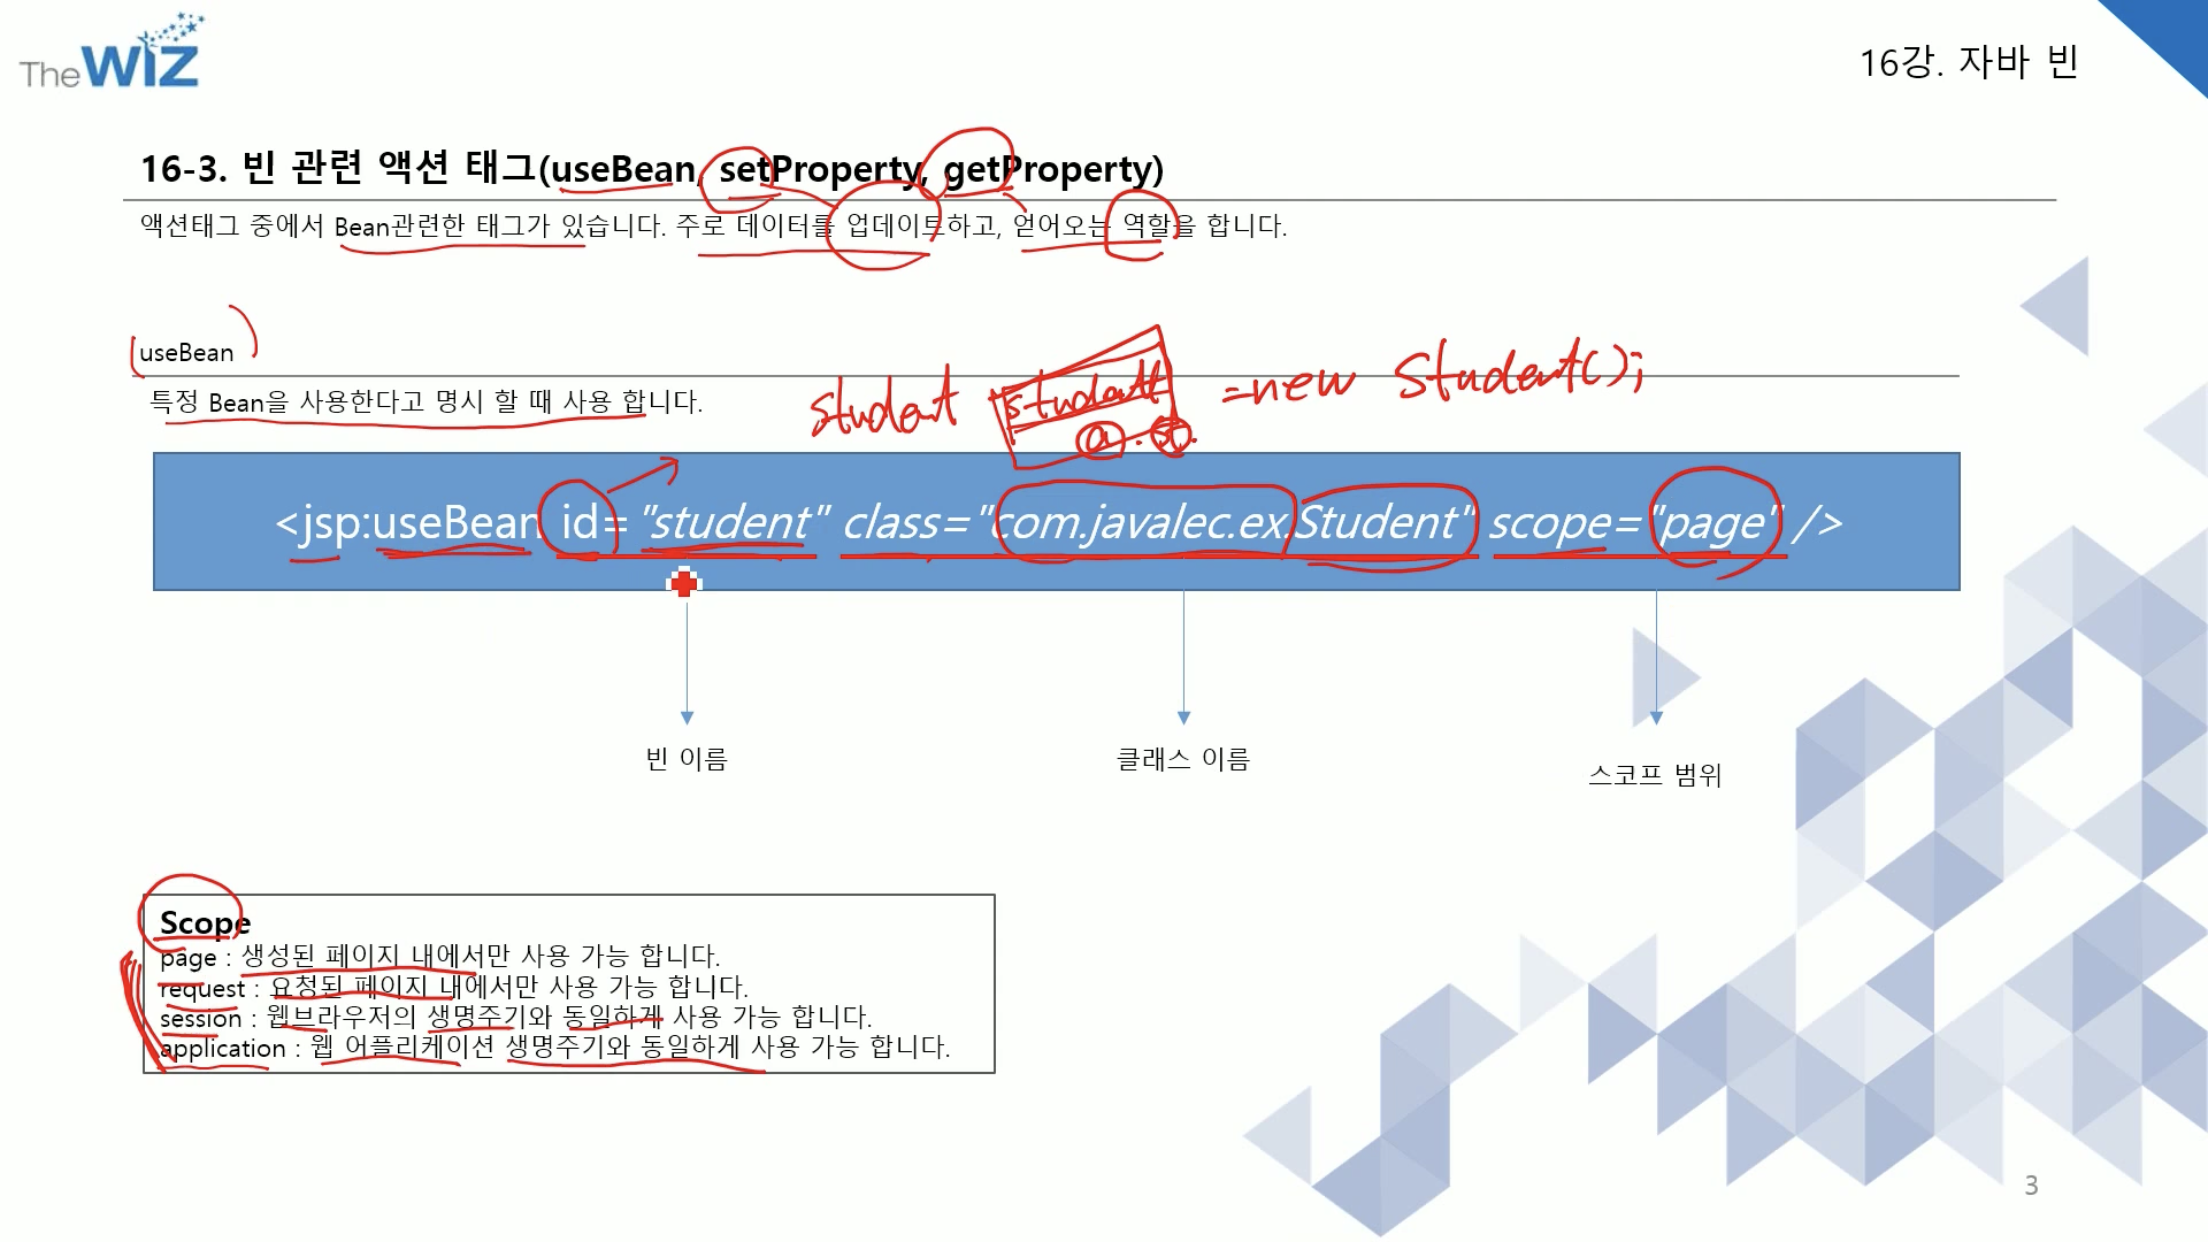 The WIZ
16강. 자바 빈
16-3. 빈 관련 액션 태그(useBean, setProperty, getProperty)
액션태그 중에서 Bean관련한 태그가 있습니다. 주로 데이터를 업데이트하고, 얻어오는 역할을 합니다.
useBean
특정 Bean을 사용한다고 명시 할 때 사용 합니다.
student student = new Student();
a . st.
<jsp:useBean id="student" class="com.javalec.ex.Student" scope="page" />
빈 이름
클래스 이름
스코프 범위
Scope
page : 생성된 페이지 내에서만 사용 가능 합니다.
request : 요청된 페이지 내에서만 사용 가능 합니다.
session : 웹브라우저의 생명주기와 동일하게 사용 가능 합니다.
application : 웹 어플리케이션 생명주기와 동일하게 사용 가능 합니다.
3